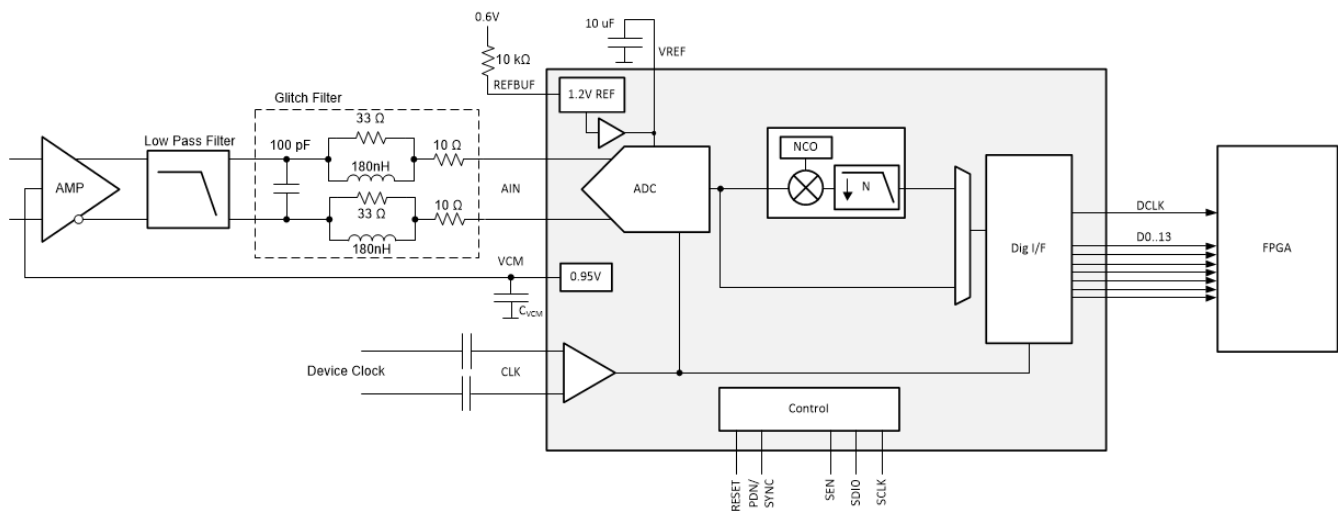 0.6V
10 uF
VREF
10 kΩ
REFBUF
1.2V REF
Glitch Filter
33 Ω
Low Pass Filter
100 pF
10 Ω
NCO
180nH
AMP
AIN
ADC
N
33 Ω
10 Ω
DCLK
180nH
D0..13
Dig I/F
FPGA
VCM
0.95V
CVCM
Device Clock
CLK
Control
RESET
PDN/
SYNC
SEN
SDIO
SCLK